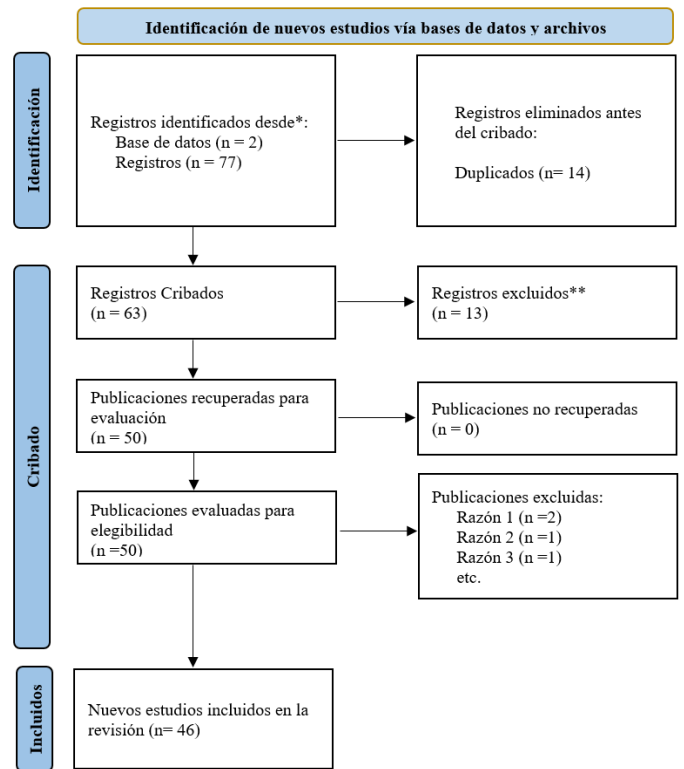 Identificación de nuevos estudios vía bases de datos y archivos
Identificación
Registros identificados desde*:
Base de datos (n = 2)
Registros (n = 77)
Registros eliminados antes
del cribado:
Duplicados (n= 14)
Cribado
Registros Cribados
(n = 63)
Registros excluidos**
(n = 13)
Publicaciones recuperadas para
evaluación
(n = 50)
Publicaciones no recuperadas
(n = 0)
Publicaciones evaluadas para
elegibilidad
(n =50)
Publicaciones excluidas:
Razón 1 (n =2)
Razón 2 (n =1)
Razón 3 (n =1)
etc.
Incluidos
Nuevos estudios incluidos en la
revisión (n= 46)